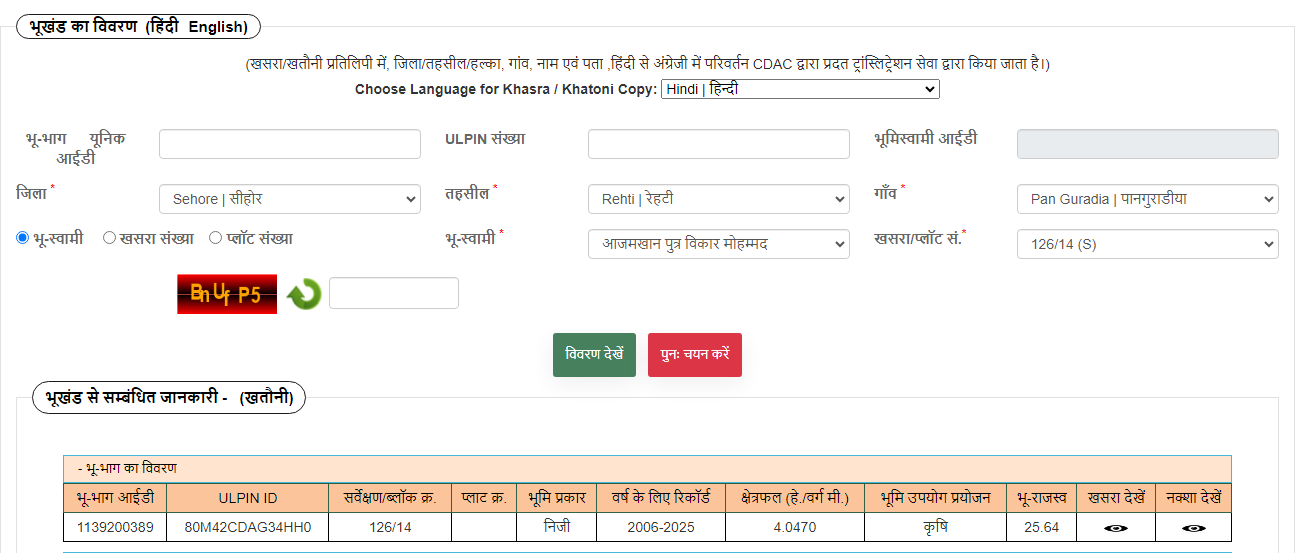 भूखंड का विवरण (हिंदी English)
(खसरा/खतौनी प्रतिलिपी में, जिला/तहसील/हल्का, गांव, नाम एवं पता ,हिंदी से अंग्रेजी में परिवर्तन CDAC द्वारा प्रदत ट्रांस्लिट्रेशन सेवा द्वारा किया जाता है।)
Choose Language for Khasra / Khatoni Copy: Hindi | हिन्दी
भू-भाग यूनिक आईडी
ULPIN संख्या
भूमिस्वामी आईडी
जिला * Sehore | सीहोर तहसील * Rehti | रेहटी गाँव * Pan Guradia | पानगुराडीया
भू-स्वामी खसरा संख्या प्लॉट संख्या भू-स्वामी * आजमखान पुत्र विकार मोहम्मद खसरा/प्लॉट सं.* 126/14 (S)
BnUfP5
विवरण देखें पुनः चयन करें
भूखंड से सम्बंधित जानकारी - (खतौनी)
- भू-भाग का विवरण
भू-भाग आईडी ULPIN ID सर्वेक्षण/ब्लॉक क्र. प्लाट क्र. भूमि प्रकार वर्ष के लिए रिकॉर्ड क्षेत्रफल (हे./वर्ग मी.) भूमि उपयोग प्रयोजन भू-राजस्व खसरा देखें नक्शा देखें
1139200389 80M42CDAG34HH0 126/14 निजी 2006-2025 4.0470 कृषि 25.64